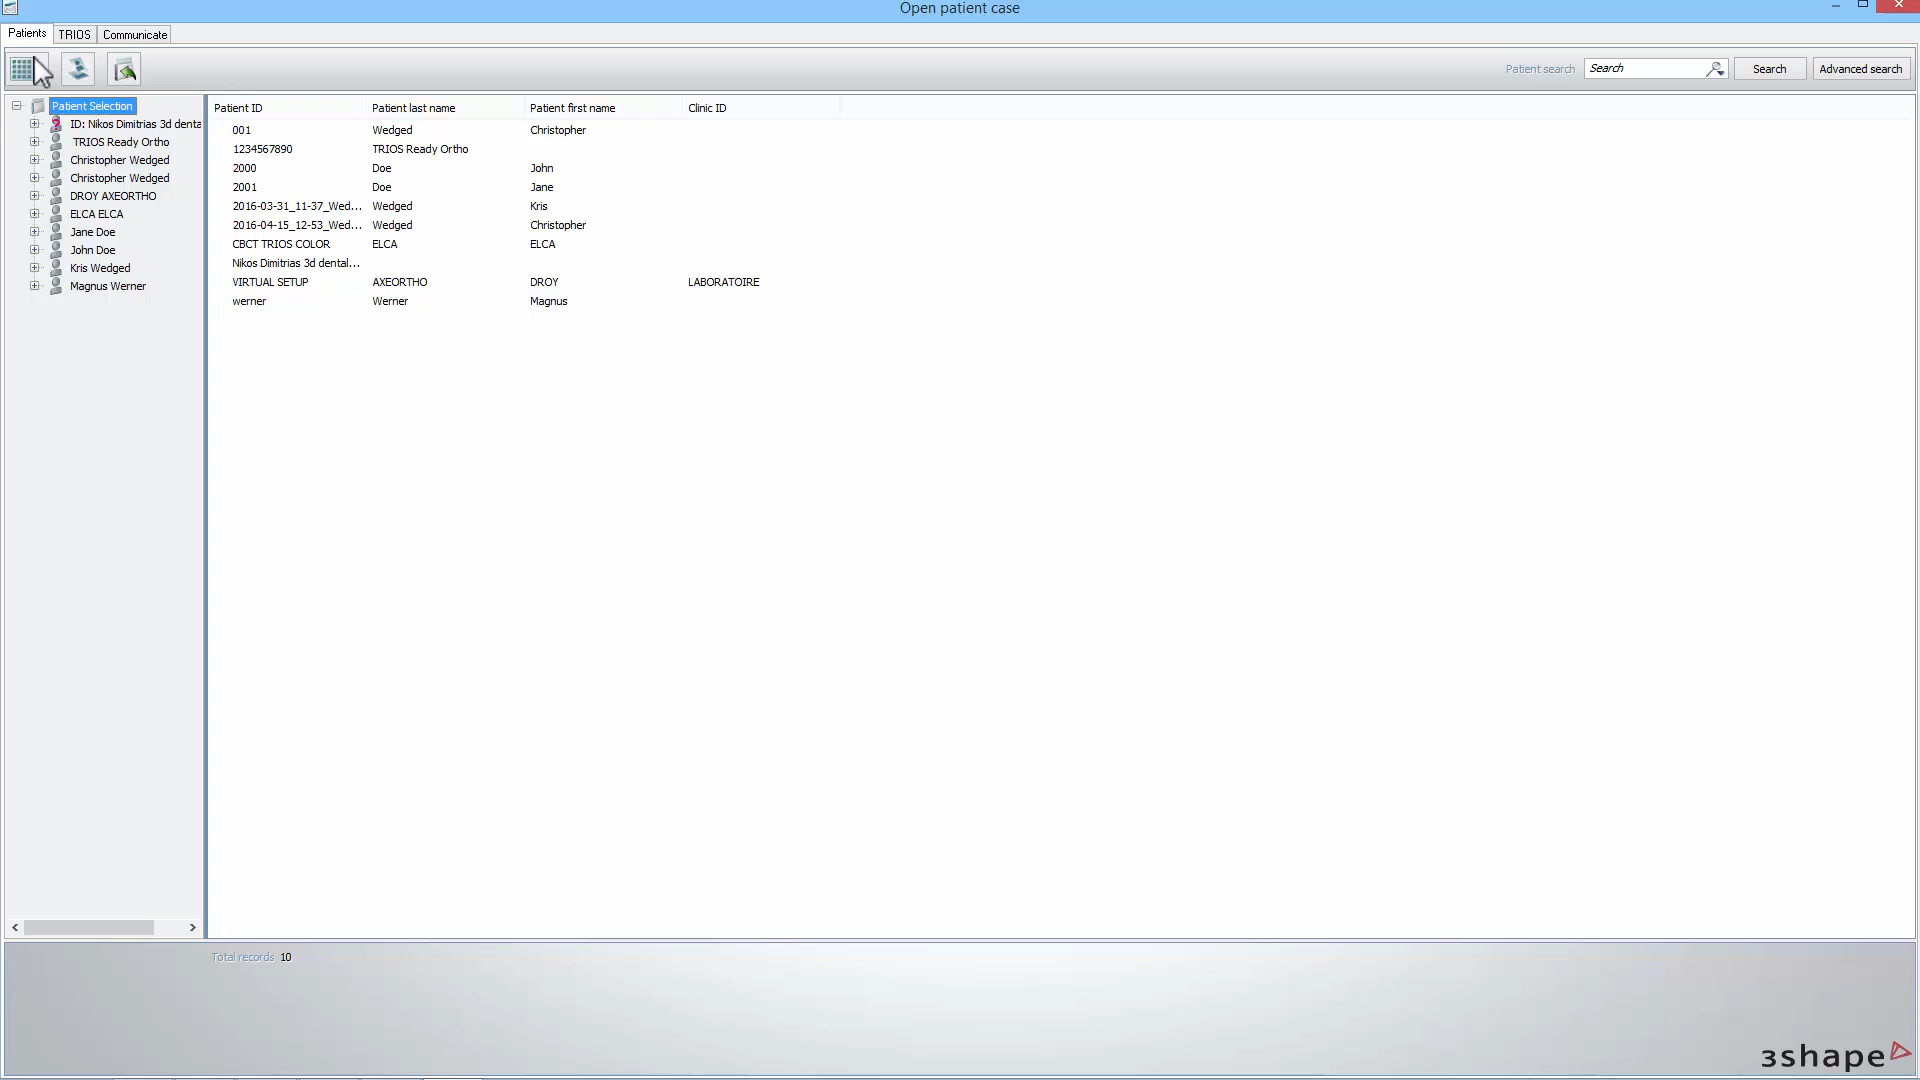 Open patient case
Patients TRIOS Communicate
Patient search Search Search Advanced search
Patient Selection
ID: Nikos Dimitrias 3d denta
TRIOS Ready Ortho
Christopher Wedged
Christopher Wedged
DROY AXEORTHO
ELCA ELCA
Jane Doe
John Doe
Kris Wedged
Magnus Werner
Patient ID Patient last name Patient first name Clinic ID
001 Wedged Christopher
1234567890 TRIOS Ready Ortho
2000 Doe John
2001 Doe Jane
2016-03-31_11-37_Wed... Wedged Kris
2016-04-15_12-53_Wed... Wedged Christopher
CBCT TRIOS COLOR ELCA ELCA
Nikos Dimitrias 3d dental...
VIRTUAL SETUP AXEORTHO DROY LABORATOIRE
werner Werner Magnus
Total records 10
3shape